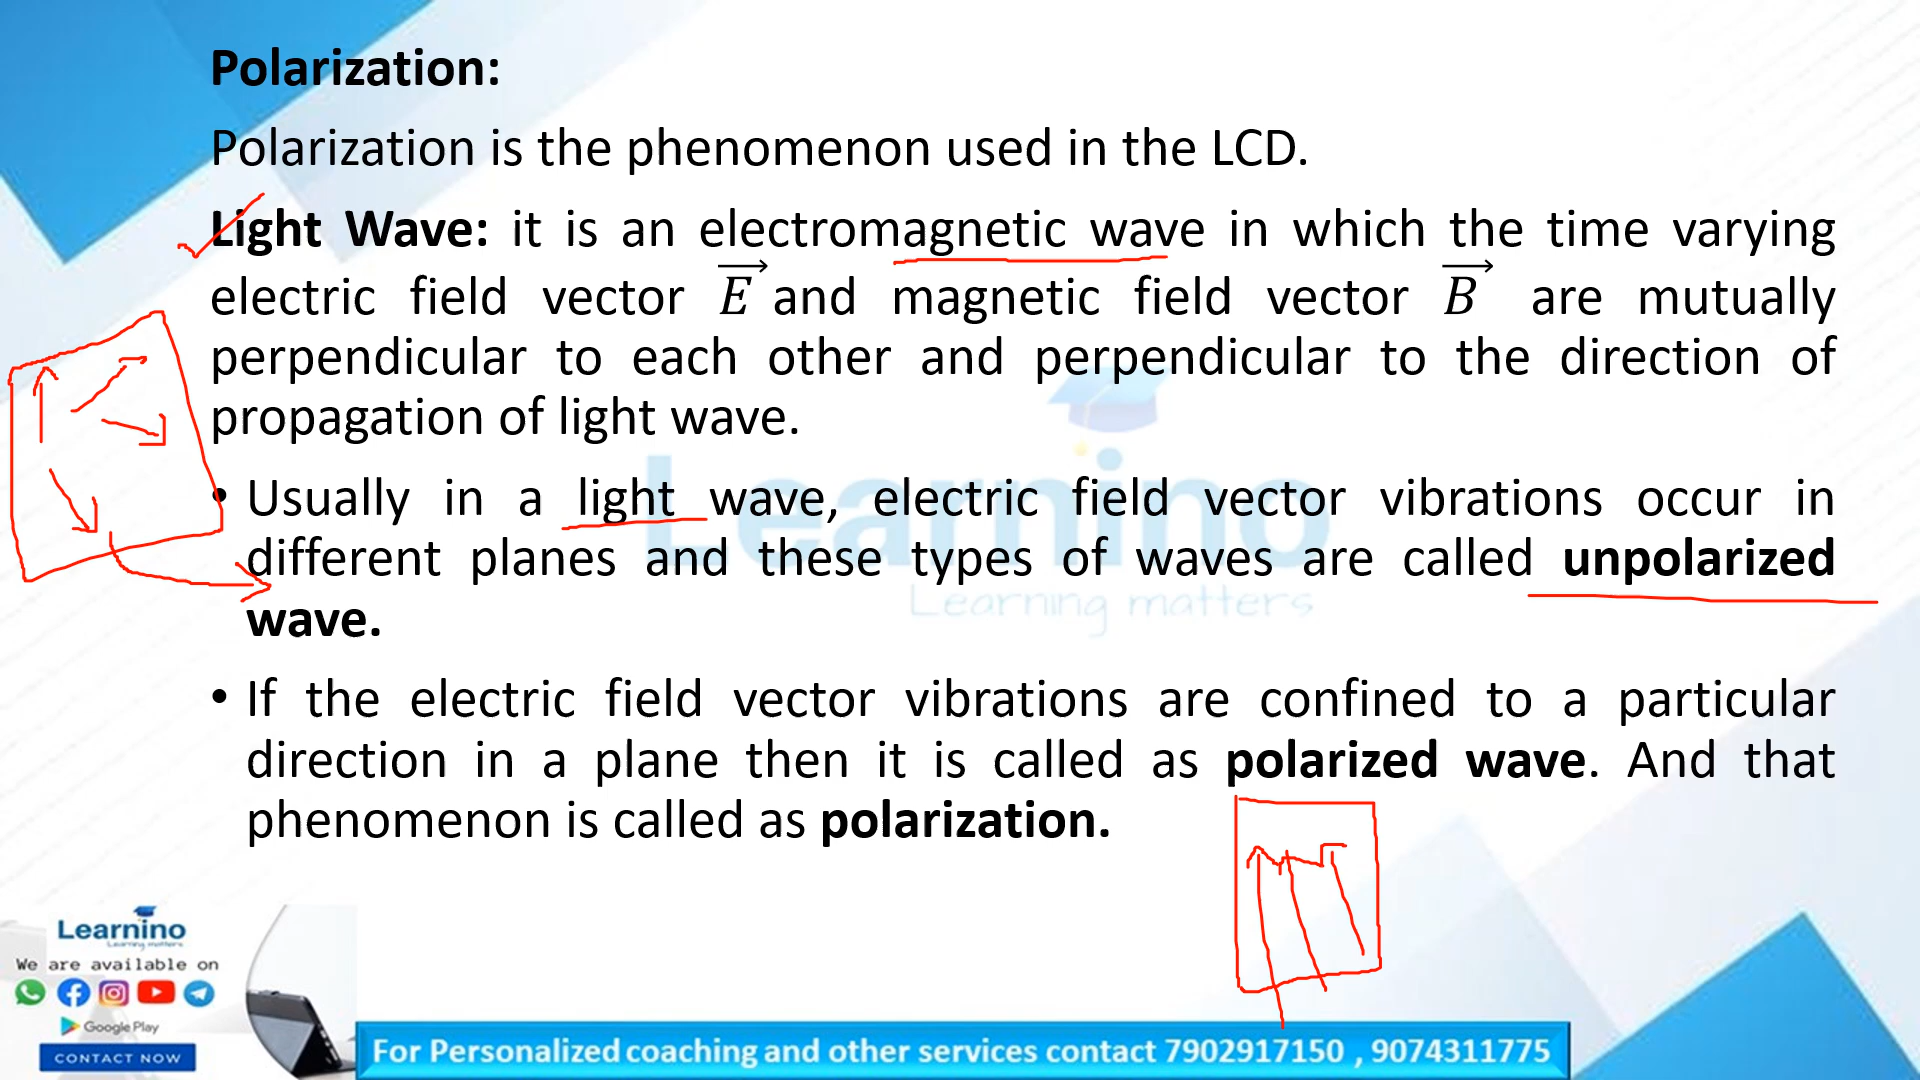 Polarization:
Polarization is the phenomenon used in the LCD.
Light Wave: it is an electromagnetic wave in which the time varying
electric field vector E⃗ and magnetic field vector B⃗ are mutually
perpendicular to each other and perpendicular to the direction of
propagation of light wave.
• Usually in a light wave, electric field vector vibrations occur in
different planes and these types of waves are called unpolarized
wave.
• If the electric field vector vibrations are confined to a particular
direction in a plane then it is called as polarized wave. And that
phenomenon is called as polarization.
Learnino
Learning matters
Learnino
Learning matters
We are available on
Google Play
CONTACT NOW
For Personalized coaching and other services contact 7902917150 , 9074311775